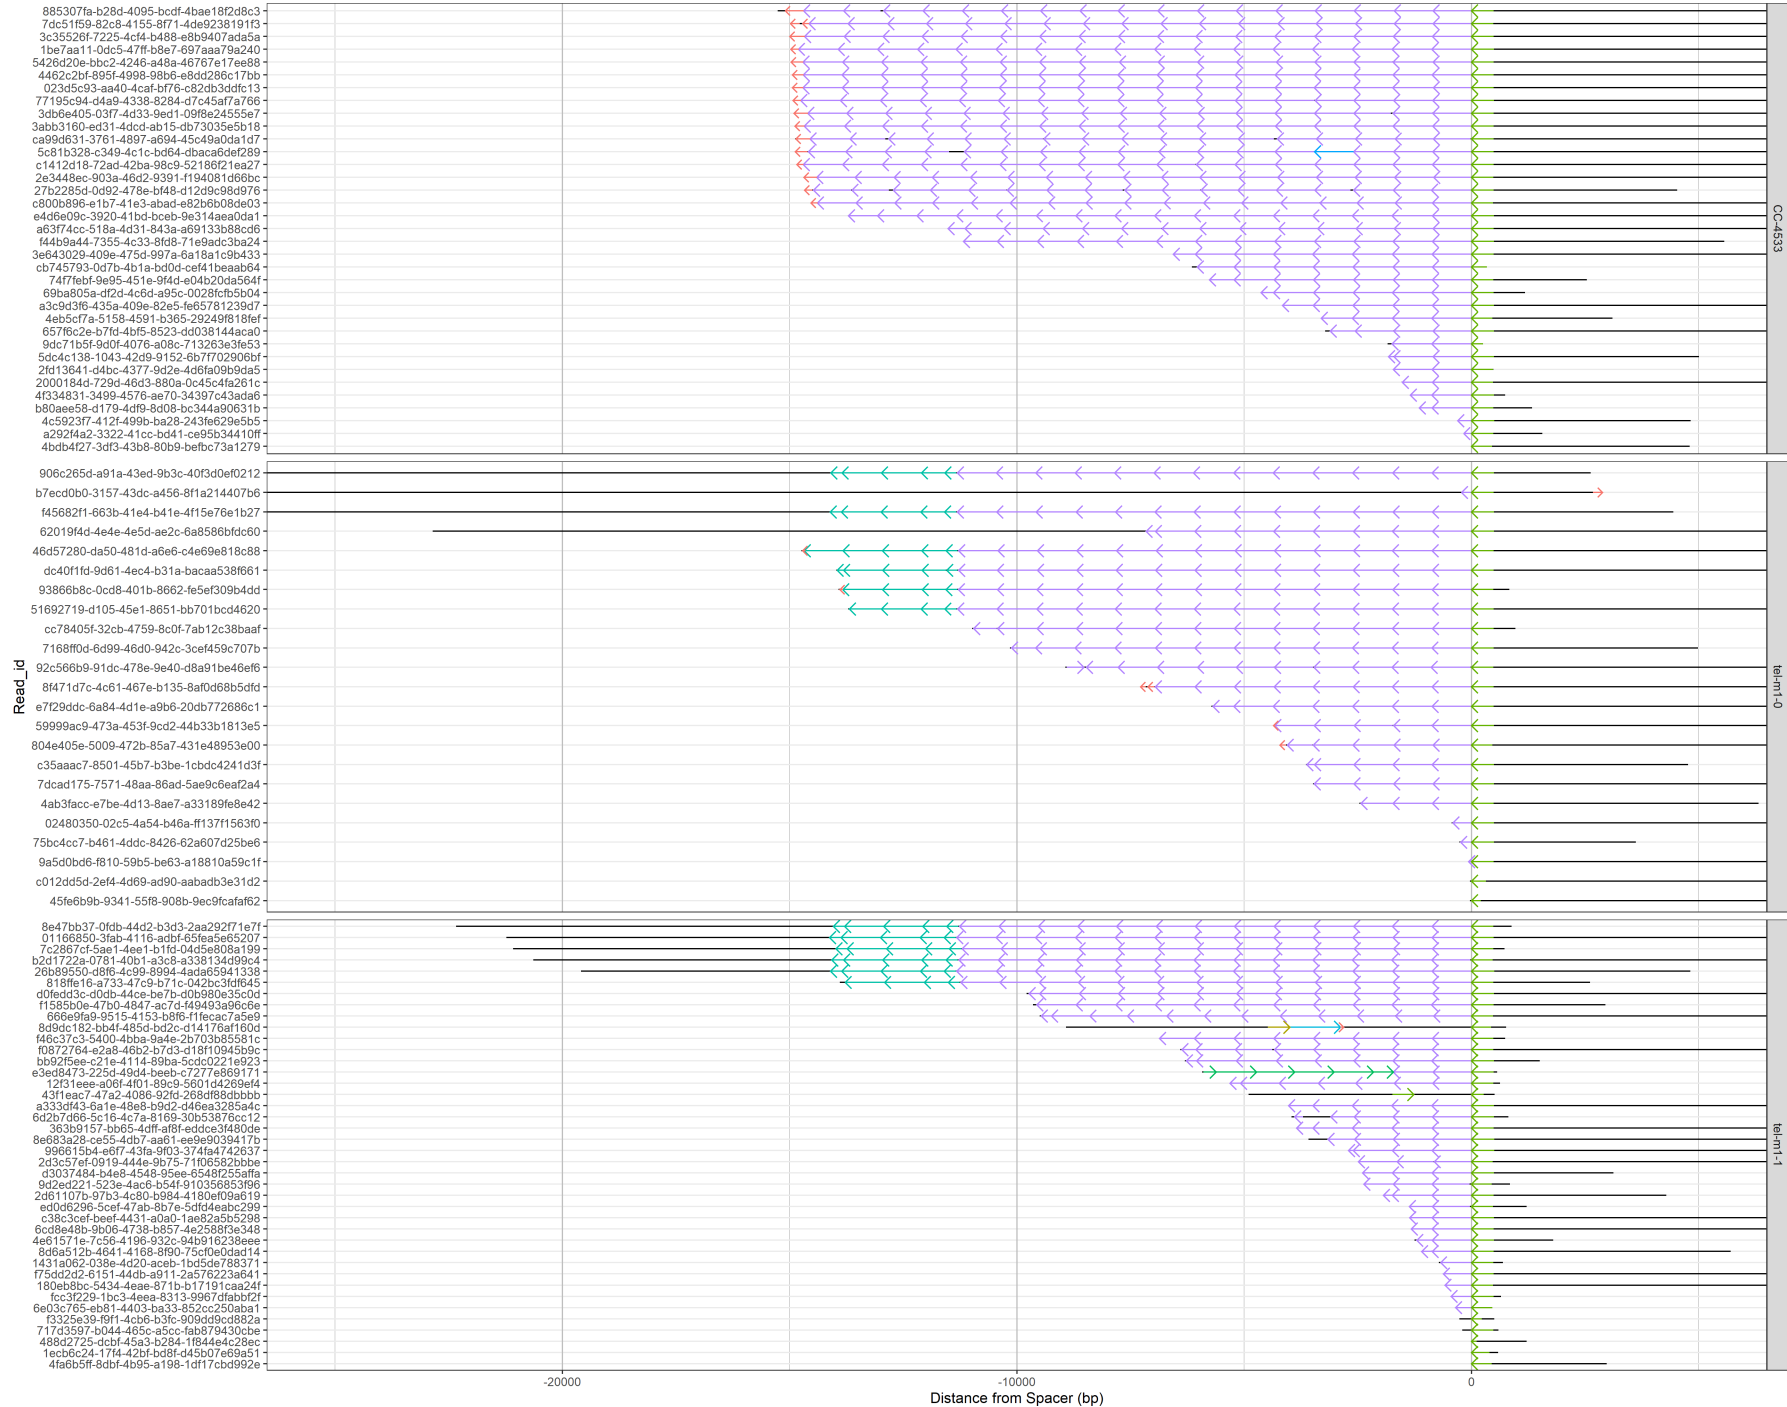 885307fa-b28d-4095-bcdf-4bae18f2d8c3
7dc51f59-82c8-4155-8f71-4de9238191f3
3c35526f-7225-4cf4-b488-e8b9407ada5a
1be7aa11-0dc5-47ff-b8e7-697aaa79a240
5426d20e-bbc2-4246-a48a-46767e17ee88
4462c2bf-895f-4998-98b6-e8dd286c17bb
023d5c93-aa40-4caf-bf76-c82db3ddfc13
77195c94-d4a9-4338-8284-d7c45af7a766
3db6e405-03f7-4d33-9ed1-09f8e24555e7
3abb3160-ed31-4dcd-ab15-db73035e5b18
ca99d631-3761-4897-a694-45c49a0da1d7
5c81b328-c349-4c1c-bd64-dbaca6def289
c1412d18-72ad-42ba-98c9-52186f21ea27
2e3448ec-903a-46d2-9391-f194081d66bc
27b2285d-0d92-478e-bf48-d12d9c98d976
c800b896-e1b7-41e3-abad-e82b6b08de03
e4d6e09c-3920-41bd-bceb-9e314aea0da1
a63f74cc-518a-4d31-843a-a69133b88cd6
f44b9a44-7355-4c33-8fd8-71e9adc3ba24
3e643029-409e-475d-997a-6a18a1c9b433
cb745793-0d7b-4b1a-bd0d-cef41beaab64
74f7febf-9e95-451e-9f4d-e04b20da564f
69ba805a-df2d-4c6d-a95c-0028fcfb5b04
a3c9d3f6-435a-409e-82e5-fe65781239d7
4eb5cf7a-5158-4591-b365-29249f818fef
657f6c2e-b7fd-4bf5-8523-dd038144aca0
9dc71b5f-9d0f-4076-a08c-713263e3fe53
5dc4c138-1043-42d9-9152-6b7f702906bf
2fd13641-d4bc-4377-9d2e-4d6fa09b9da5
2000184d-729d-46d3-880a-0c45c4fa261c
4f334831-3499-4576-ae70-34397c43ada6
b80aee58-d179-4df9-8d08-bc344a90631b
4c5923f7-412f-499b-ba28-243fe629e5b5
a292f4a2-3322-41cc-bd41-ce95b34410ff
4bdb4f27-3df3-43b8-80b9-befbc73a1279
CC-4533
906c265d-a91a-43ed-9b3c-40f3d0ef0212
b7ecd0b0-3157-43dc-a456-8f1a214407b6
f45682f1-663b-41e4-b41e-4f15e76e1b27
62019f4d-4e4e-4e5d-ae2c-6a8586bfdc60
46d57280-da50-481d-a6e6-c4e69e818c88
dc40f1fd-9d61-4ec4-b31a-bacaa538f661
93866b8c-0cd8-401b-8662-fe5ef309b4dd
51692719-d105-45e1-8651-bb701bcd4620
cc78405f-32cb-4759-8c0f-7ab12c38baaf
7168ff0d-6d99-46d0-942c-3cef459c707b
92c566b9-91dc-478e-9e40-d8a91be46ef6
8f471d7c-4c61-467e-b135-8af0d68b5dfd
e7f29ddc-6a84-4d1e-a9b6-20db772686c1
59999ac9-473a-453f-9cd2-44b33b1813e5
804e405e-5009-472b-85a7-431e48953e00
c35aaac7-8501-45b7-b3be-1cbdc4241d3f
7dcad175-7571-48aa-86ad-5ae9c6eaf2a4
4ab3facc-e7be-4d13-8ae7-a33189fe8e42
02480350-02c5-4a54-b46a-ff137f1563f0
75bc4cc7-b461-4ddc-8426-62a607d25be6
9a5d0bd6-f810-59b5-be63-a18810a59c1f
c012dd5d-2ef4-4d69-ad90-aabadb3e31d2
45fe6b9b-9341-55f8-908b-9ec9fcafaf62
tel-m1-0
Read_id
8e47bb37-0fdb-44d2-b3d3-2aa292f71e7f
01166850-3fab-4116-adbf-65fea5e65207
7c2867cf-5ae1-4ee1-b1fd-04d5e808a199
b2d1722a-0781-40b1-a3c8-a338134d99c4
26b89550-d8f6-4c99-8994-4ada65941338
818ffe16-a733-47c9-b71c-042bc3fdf645
d0fedd3c-d0db-44ce-be7b-d0b980e35c0d
f1585b0e-47b0-4847-ac7d-f49493a96c6e
666e9fa9-9515-4153-b8f6-f1fecac7a5e9
8d9dc182-bb4f-485d-bd2c-d14176af160d
f46c37c3-5400-4bba-9a4e-2b703b85581c
f0872764-e2a8-46b2-b7d3-d18f10945b9c
bb92f5ee-c21e-4114-89ba-5cdc0221e923
e3ed8473-225d-49d4-beeb-c7277e869171
12f31eee-a06f-4f01-89c9-5601d4269ef4
43f1eac7-47a2-4086-92fd-268df88dbbbb
a333df43-6a1e-48e8-b9d2-d46ea3285a4c
6d2b7d66-5c16-4c7a-8169-30b53876cc12
363b9157-bb65-4dff-af8f-eddce3f480de
8e683a28-ce55-4db7-aa61-ee9e9039417b
996615b4-e6f7-43fa-9f03-374fa4742637
2d3c57ef-0919-444e-9b75-71f06582bbbe
d3037484-b4e8-4548-95ee-6548f255affa
9d2ed221-523e-4ac6-b54f-910356853f96
2d61107b-97b3-4c80-b984-4180ef09a619
ed0d6296-5cef-47ab-8b7e-5dfd4eabc299
c38c3cef-beef-4431-a0a0-1ae82a5b5298
6cd8e48b-9b06-4738-b857-4e2588f3e348
4e61571e-7c56-4196-932c-94b916238eee
8d6a512b-4641-4168-8f90-75cf0e0dad14
1431a062-038e-4d20-aceb-1bd5de788371
f75dd2d2-6151-44db-a911-2a576223a641
180eb8bc-5434-4eae-871b-b17191caa24f
fcc3f229-1bc3-4eea-8313-9967dfabbf2f
6e03c765-eb81-4403-ba33-852cc250aba1
f3325e39-f9f1-4cb6-b3fc-909dd9cd882a
717d3597-b044-465c-a5cc-fab879430cbe
488d2725-dcbf-45a3-b284-1f844e4c28ec
1ecb6c24-17f4-42bf-bd8f-d45b07e69a51
4fa6b5ff-8dbf-4b95-a198-1df17cbd992e
tel-m1-1
-20000
-10000
0
Distance from Spacer (bp)